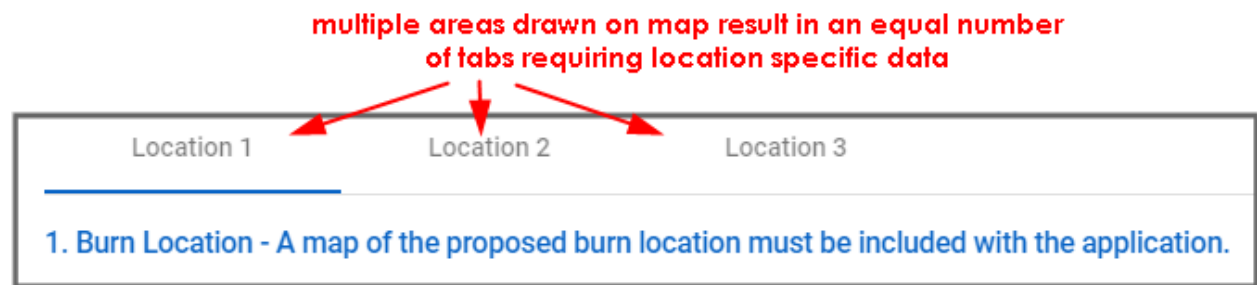 multiple areas drawn on map result in an equal number
of tabs requiring location specific data
Location 1 Location 2 Location 3
1. Burn Location - A map of the proposed burn location must be included with the application.